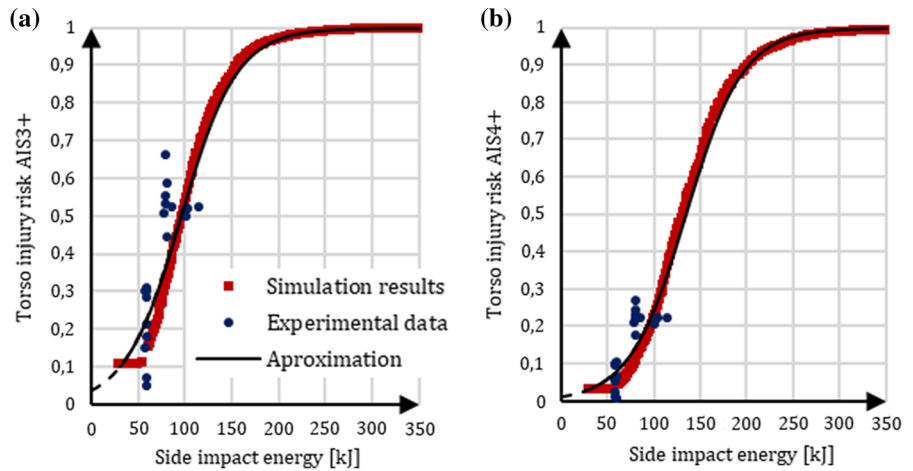 (a)
Torso injury risk AIS3+
1
0,9
0,8
0,7
0,6
0,5
0,4
0,3
0,2
0,1
0
Simulation results
Experimental data
Aproximation
0 50 100 150 200 250 300 350
Side impact energy [kJ]
(b)
Torso injury risk AIS4+
1
0,9
0,8
0,7
0,6
0,5
0,4
0,3
0,2
0,1
0
0 50 100 150 200 250 300 350
Side impact energy [kJ]